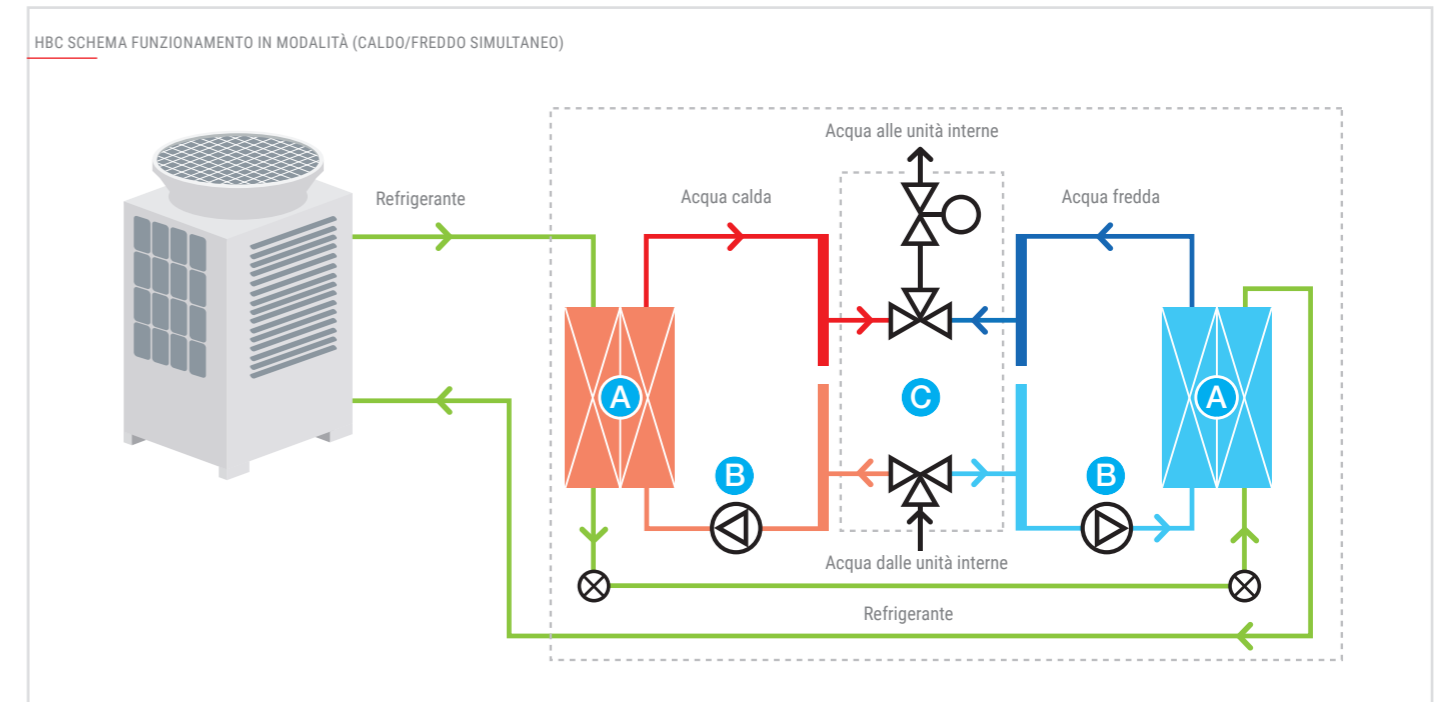 HBC SCHEMA FUNZIONAMENTO IN MODALITÀ (CALDO/FREDDO SIMULTANEO)
Acqua alle unità interne
Refrigerante
Acqua calda
Acqua fredda
A
C
A
B
B
Acqua dalle unità interne
Refrigerante